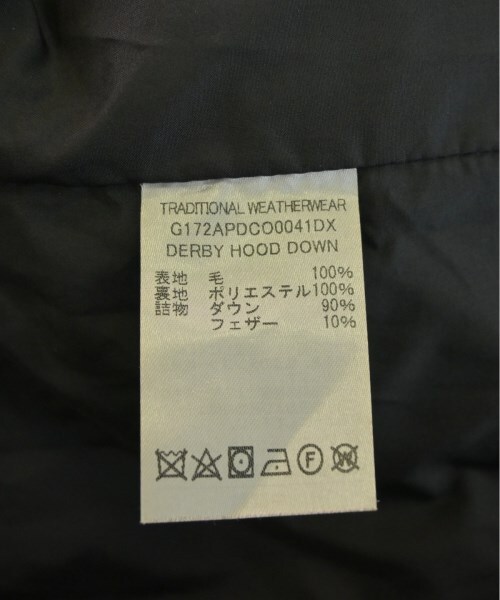 TRADITIONAL WEATHERWEAR
G172APDCO0041DX
DERBY HOOD DOWN
表地 毛 100%
裏地 ポリエステル100%
詰物 ダウン 90%
フェザー 10%
F
W